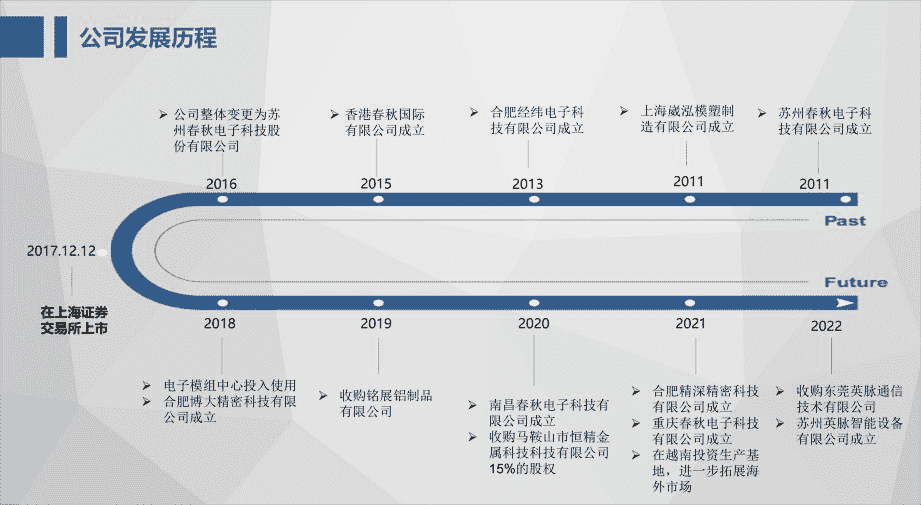 公司发展历程
➢ 公司整体变更为苏
州春秋电子科技股
份有限公司
➢ 香港春秋国际
有限公司成立
➢ 合肥经纬电子科
技有限公司成立
➢ 上海崴泓模塑制
造有限公司成立
➢ 苏州春秋电子科
技有限公司成立
2016
2015
2013
2011
2011
Past
2017.12.12
在上海证券
交易所上市
Future
2018
2019
2020
2021
2022
➢ 电子模组中心投入使用
➢ 合肥博大精密科技有限
公司成立
➢ 收购铭展铝制品
有限公司
➢ 南昌春秋电子科技有
限公司成立
➢ 收购马鞍山市恒精金
属科技科技有限公司
15%的股权
➢ 合肥精深精密科技
有限公司成立
➢ 重庆春秋电子科技
有限公司成立
➢ 在越南投资生产基
地，进一步拓展海
外市场
➢ 收购东莞英脉通信
技术有限公司
➢ 苏州英脉智能设备
有限公司成立